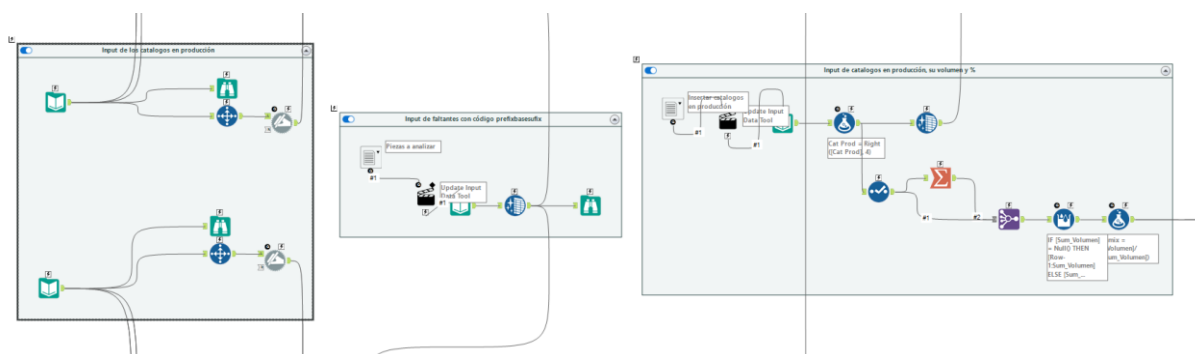 Input de los catalogos en producción
Input de faltantes con código prefixbasesufix
Piezas a analizar
#1
Update Input
Data Tool
#1
Input de catalogos en producción, su volumen y %
Insertar catalogos
en producción
Update Input
Data Tool
#1
#1
Cat Prod = Right
([Cat Prod], 4)
#1
#2
IF [Sum_Volumen]
= Null() THEN
[Row-
1:Sum_Volumen]
ELSE [Sum_...
mix =